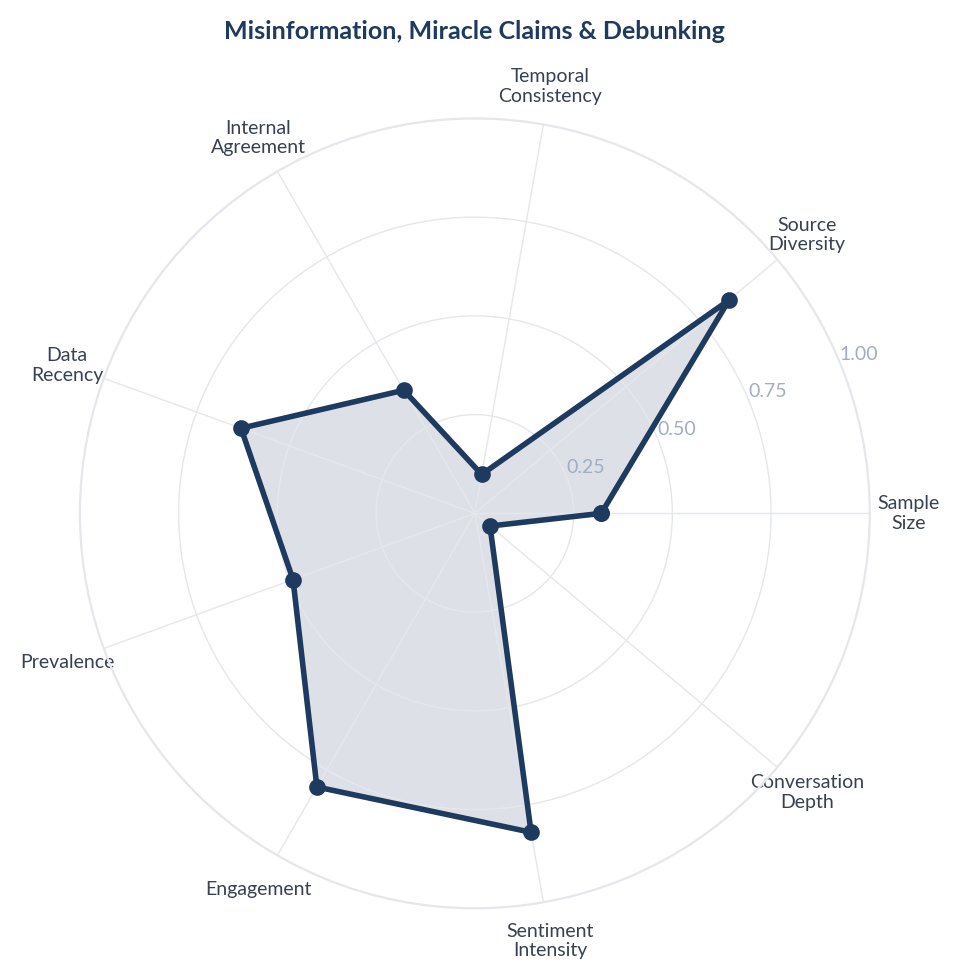 Misinformation, Miracle Claims & Debunking
Temporal
Consistency
Internal
Agreement
Source
Diversity
Data
Recency
1.00
0.75
0.50
0.25
Sample
Size
Prevalence
Conversation
Depth
Engagement
Sentiment
Intensity